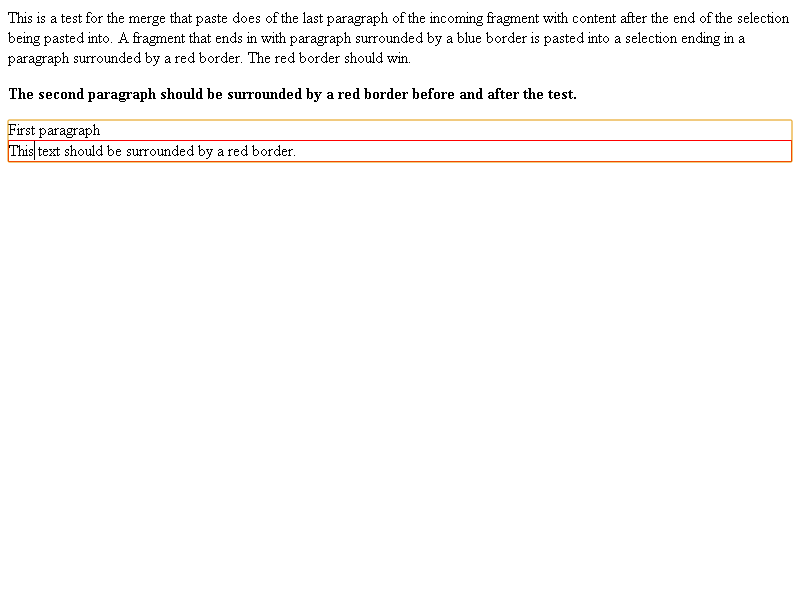 This is a test for the merge that paste does of the last paragraph of the incoming fragment with content after the end of the selection
being pasted into. A fragment that ends in with paragraph surrounded by a blue border is pasted into a selection ending in a
paragraph surrounded by a red border. The red border should win.
The second paragraph should be surrounded by a red border before and after the test.
First paragraph
This text should be surrounded by a red border.